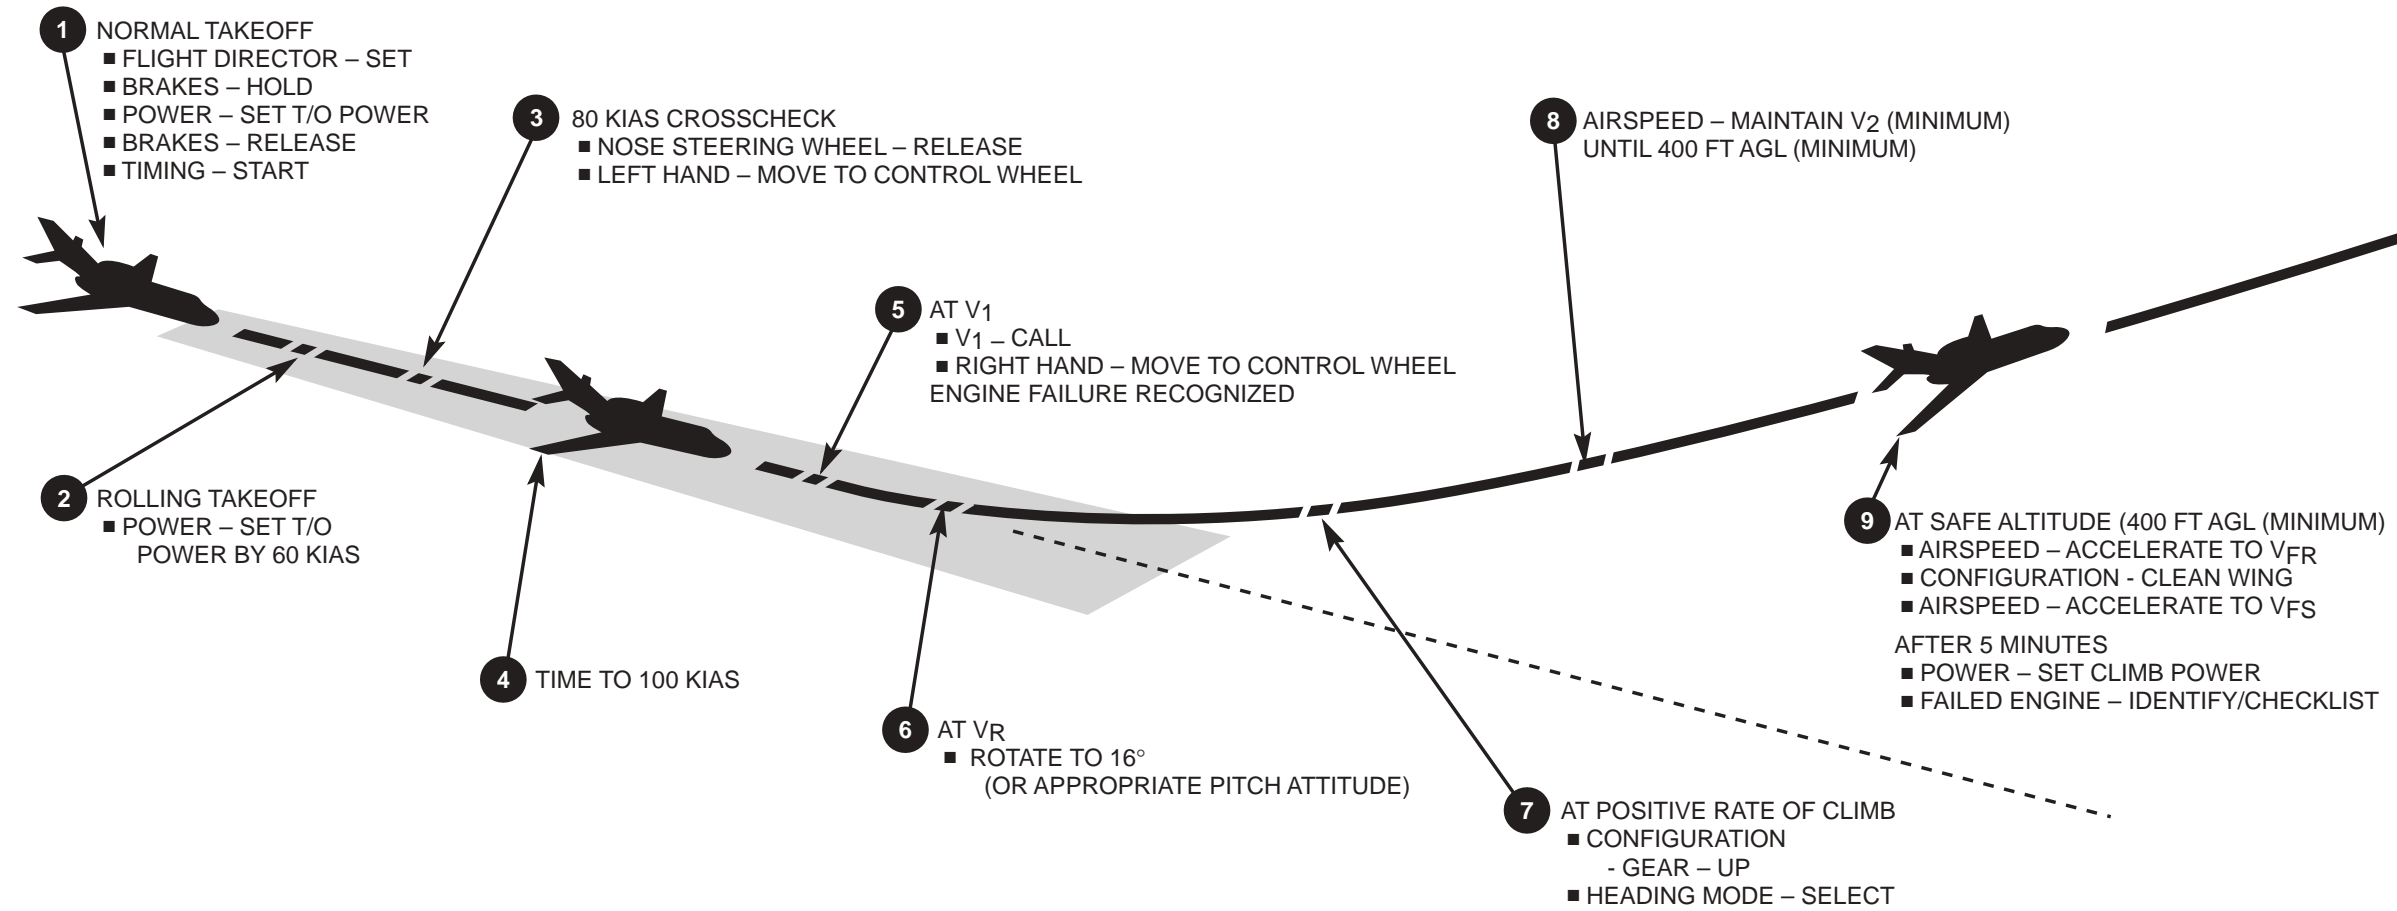 1 NORMAL TAKEOFF
■ FLIGHT DIRECTOR – SET
■ BRAKES – HOLD
■ POWER – SET T/O POWER
■ BRAKES – RELEASE
■ TIMING – START
2 ROLLING TAKEOFF
■ POWER – SET T/O
POWER BY 60 KIAS
3 80 KIAS CROSSCHECK
■ NOSE STEERING WHEEL – RELEASE
■ LEFT HAND – MOVE TO CONTROL WHEEL
4 TIME TO 100 KIAS
5 AT V1
■ V1 – CALL
■ RIGHT HAND – MOVE TO CONTROL WHEEL
ENGINE FAILURE RECOGNIZED
6 AT VR
■ ROTATE TO 16°
(OR APPROPRIATE PITCH ATTITUDE)
7 AT POSITIVE RATE OF CLIMB
■ CONFIGURATION
- GEAR – UP
■ HEADING MODE – SELECT
8 AIRSPEED – MAINTAIN V2 (MINIMUM)
UNTIL 400 FT AGL (MINIMUM)
9 AT SAFE ALTITUDE (400 FT AGL (MINIMUM)
■ AIRSPEED – ACCELERATE TO VFR
■ CONFIGURATION - CLEAN WING
■ AIRSPEED – ACCELERATE TO VFS
AFTER 5 MINUTES
■ POWER – SET CLIMB POWER
■ FAILED ENGINE – IDENTIFY/CHECKLIST